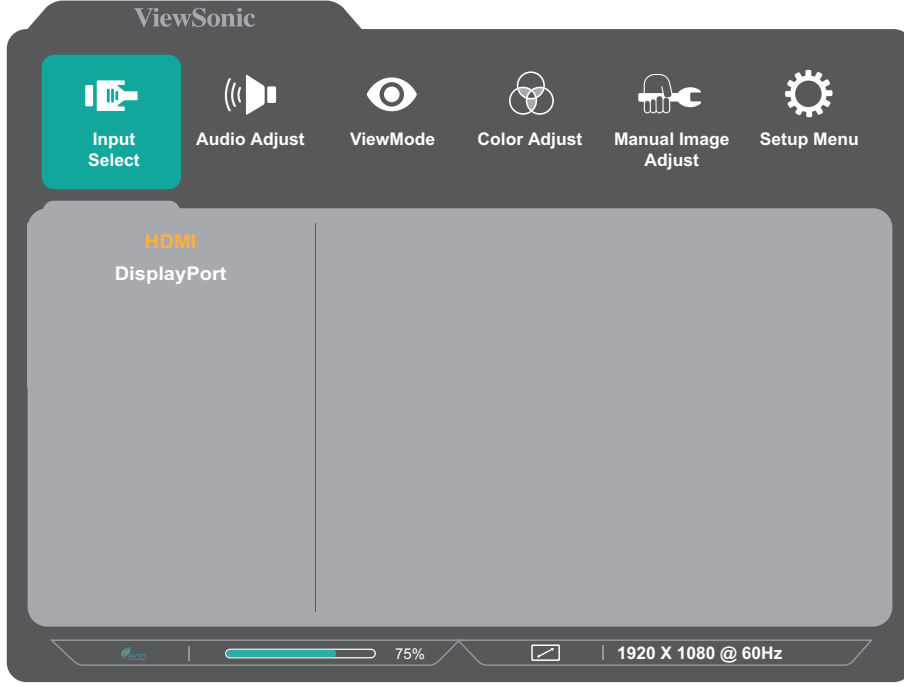 ViewSonic
Input
Select
Audio Adjust
ViewMode
Color Adjust
Manual Image
Adjust
Setup Menu
HDMI
DisplayPort
eco
75%
1920 X 1080 @ 60Hz